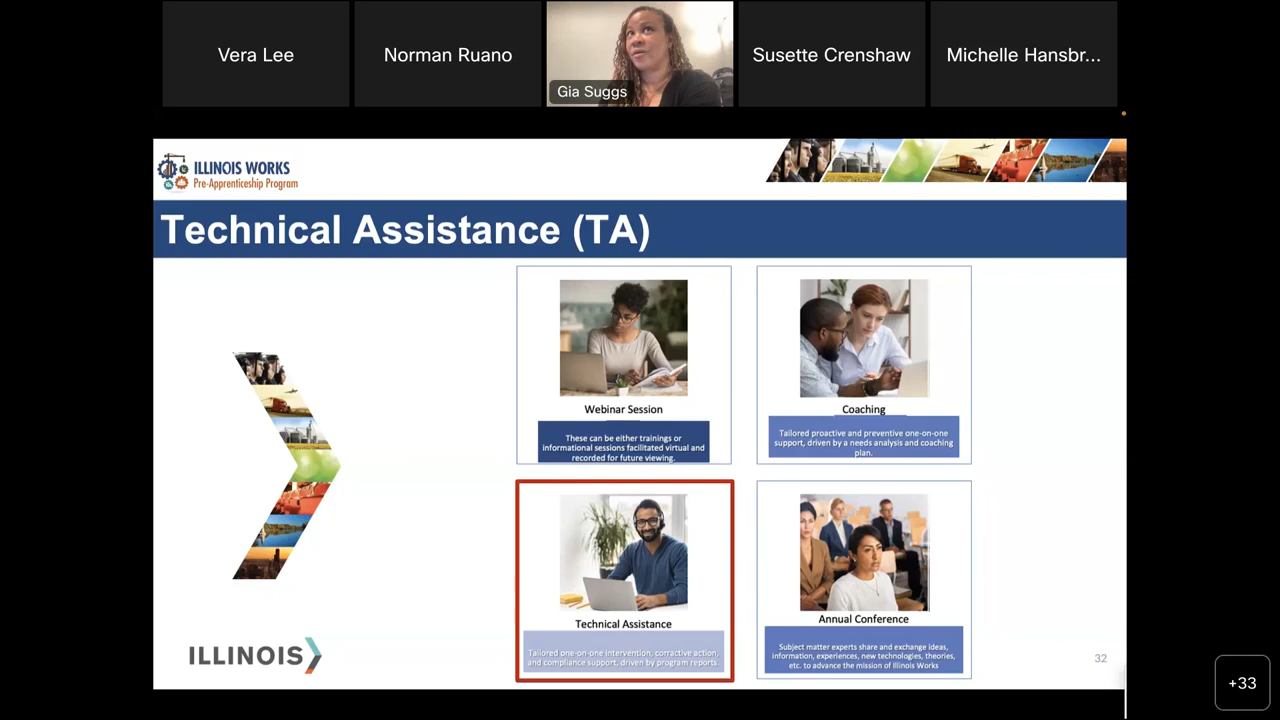 Vera Lee
Norman Ruano
Gia Suggs
Susette Crenshaw
Michelle Hansbr...
ILLINOIS WORKS
Pre-Apprenticeship Program
Technical Assistance (TA)
Webinar Session
These can be either trainings or
informational sessions facilitated virtual and
recorded for future viewing.
Coaching
Tailored proactive and preventive one-on-one
support, driven by a needs analysis and coaching
plan.
Technical Assistance
Tailored one-on-one intervention, corractive action,
and compliance support, driven by program reports.
Annual Conference
Subject matter experts share and exchange ideas,
information, experiences, new technologies, theories,
etc. to advance the mission of Illinois Works
ILLINOIS
32
+33